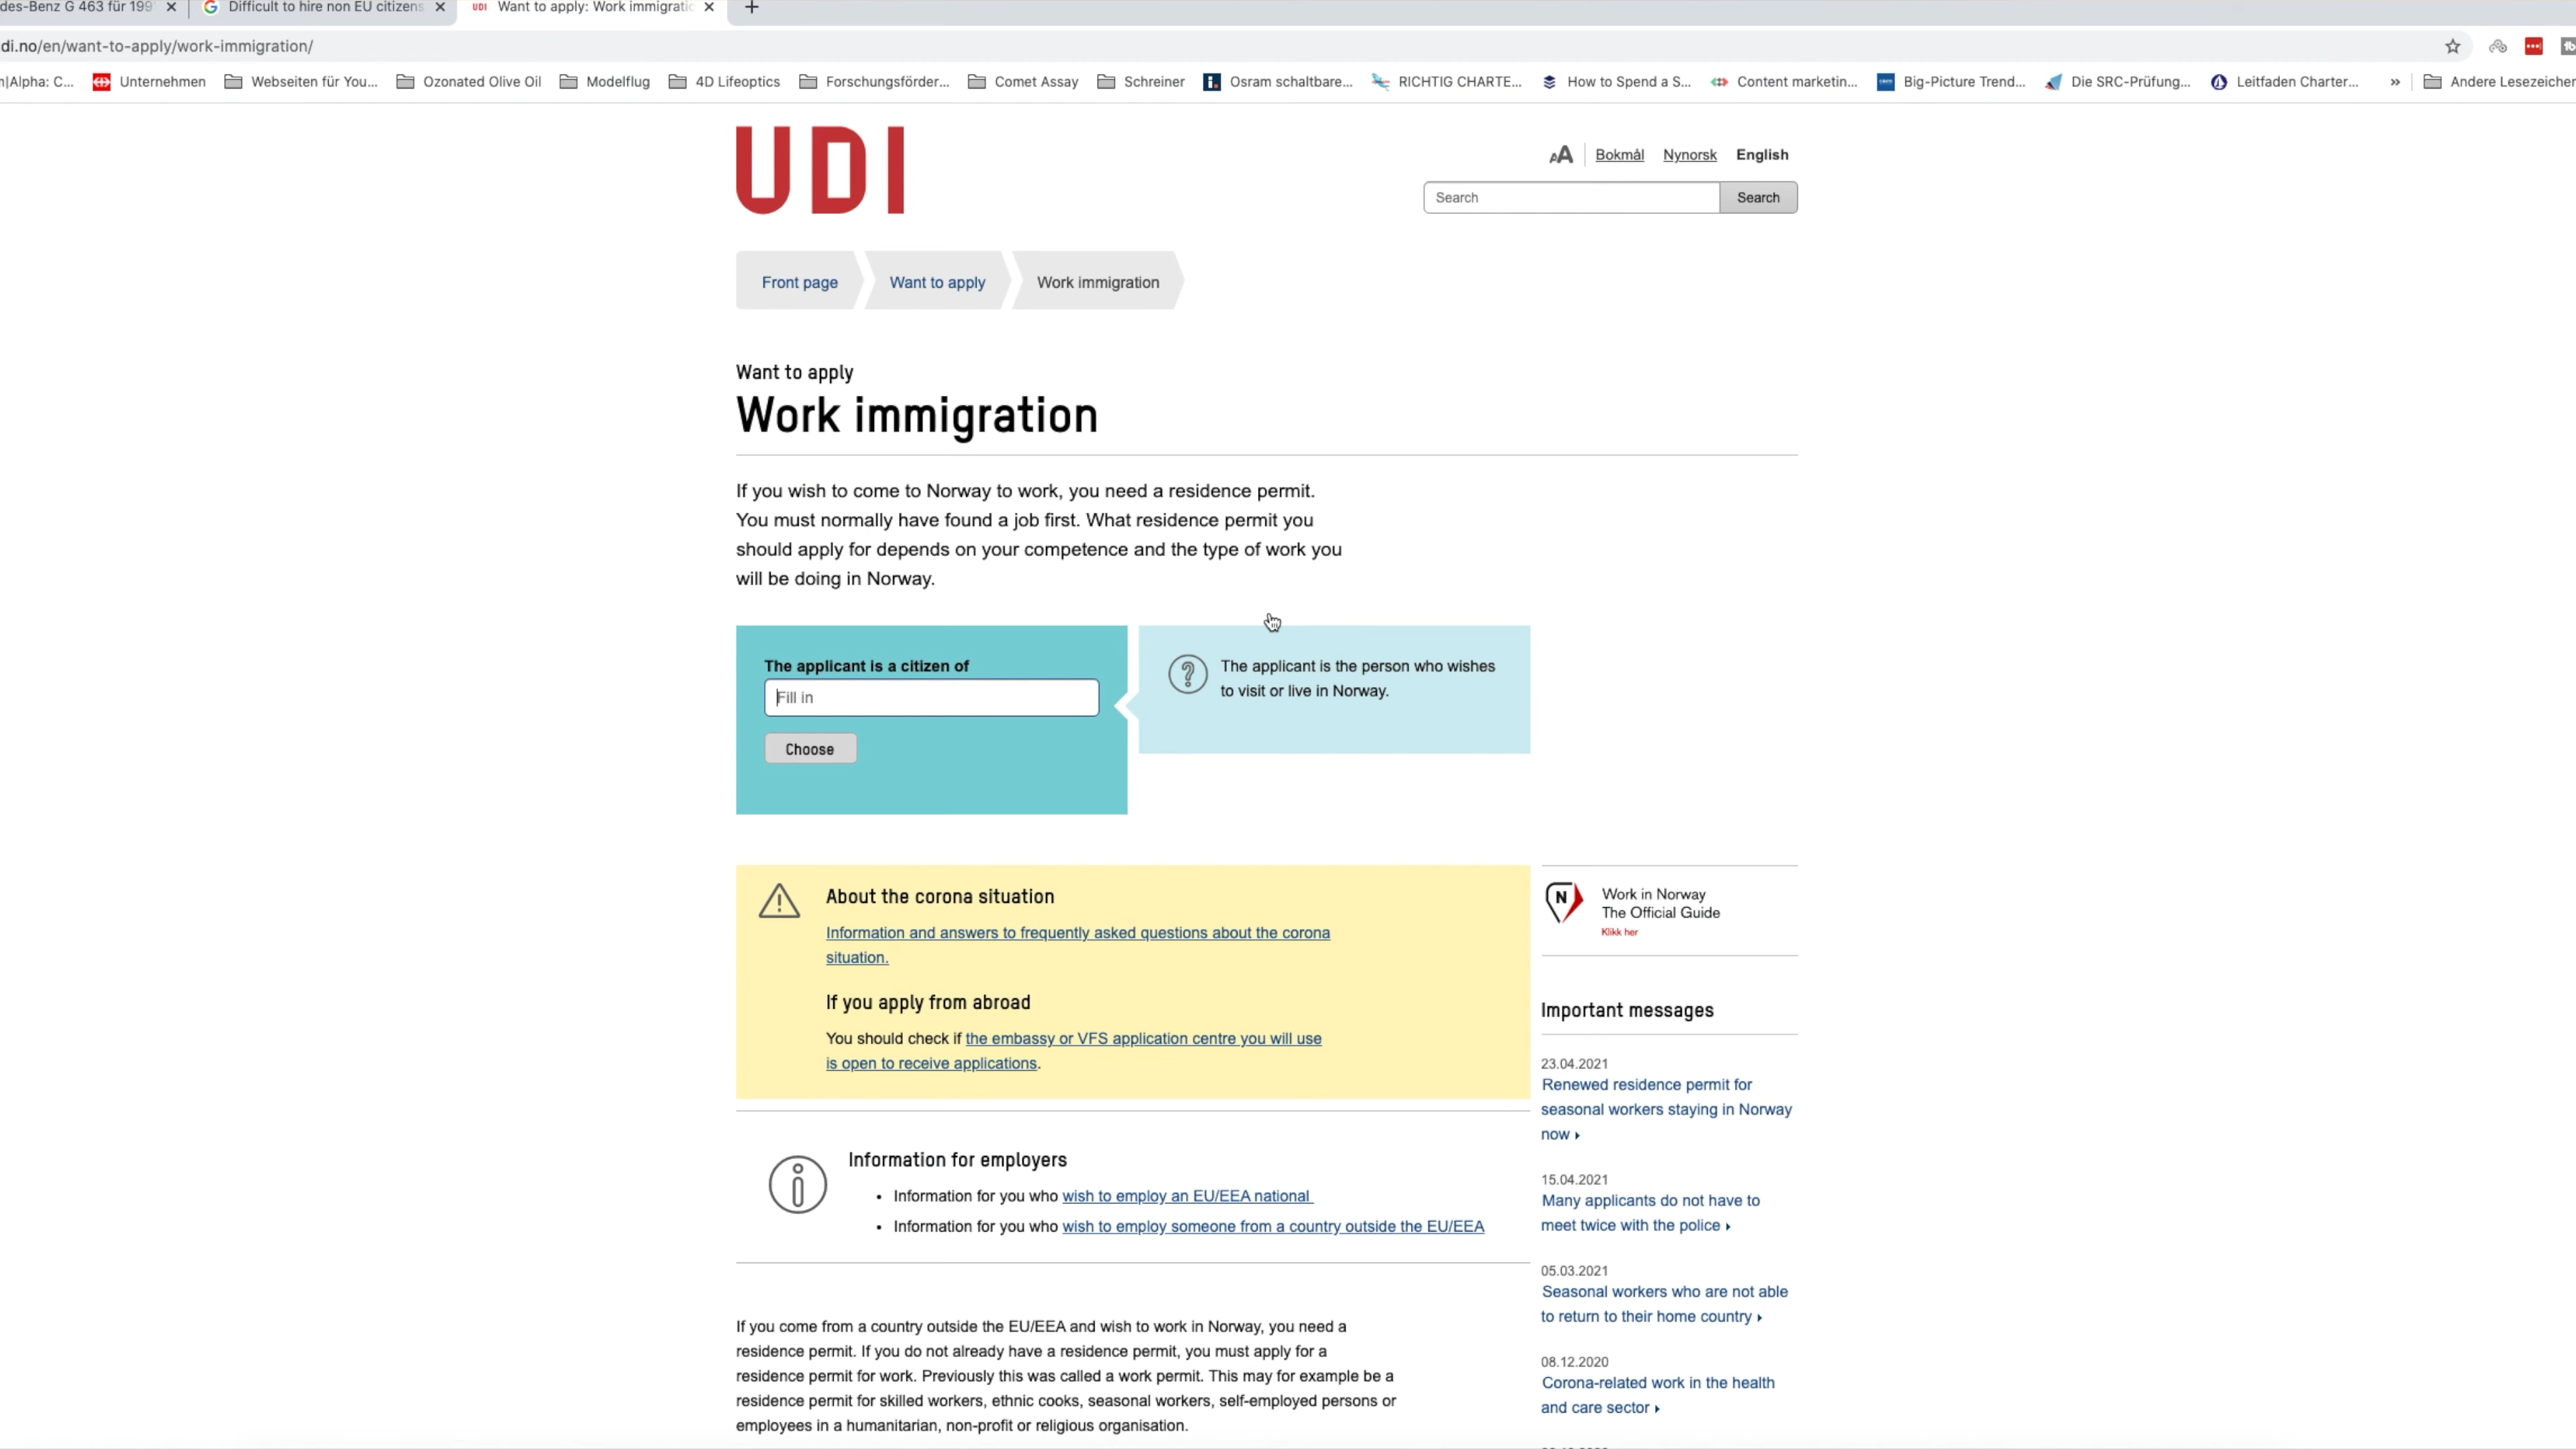 des-Benz G 463 für 199
Difficult to hire non EU citizens
UDI Want to apply: Work immigratio
di.no/en/want-to-apply/work-immigration/
|Alpha: C...
Unternehmen
Webseiten für You...
Ozonated Olive Oil
Modelflug
4D Lifeoptics
Forschungsförder...
Comet Assay
Schreiner
Osram schaltbare...
RICHTIG CHARTE...
How to Spend a S...
Content marketin...
Big-Picture Trend...
Die SRC-Prüfung...
Leitfaden Charter...
»
Andere Lesezeichen
UDI
AA Bokmål Nynorsk English
Search Search
Front page Want to apply Work immigration
Want to apply
Work immigration
If you wish to come to Norway to work, you need a residence permit.
You must normally have found a job first. What residence permit you
should apply for depends on your competence and the type of work you
will be doing in Norway.
The applicant is a citizen of
Fill in
Choose
? The applicant is the person who wishes
to visit or live in Norway.
About the corona situation
Information and answers to frequently asked questions about the corona
situation.
If you apply from abroad
You should check if the embassy or VFS application centre you will use
is open to receive applications.
Information for employers
• Information for you who wish to employ an EU/EEA national
• Information for you who wish to employ someone from a country outside the EU/EEA
If you come from a country outside the EU/EEA and wish to work in Norway, you need a
residence permit. If you do not already have a residence permit, you must apply for a
residence permit for work. Previously this was called a work permit. This may for example be a
residence permit for skilled workers, ethnic cooks, seasonal workers, self-employed persons or
employees in a humanitarian, non-profit or religious organisation.
N
Work in Norway
The Official Guide
Klikk her
Important messages
23.04.2021
Renewed residence permit for
seasonal workers staying in Norway
now
15.04.2021
Many applicants do not have to
meet twice with the police
05.03.2021
Seasonal workers who are not able
to return to their home country
08.12.2020
Corona-related work in the health
and care sector